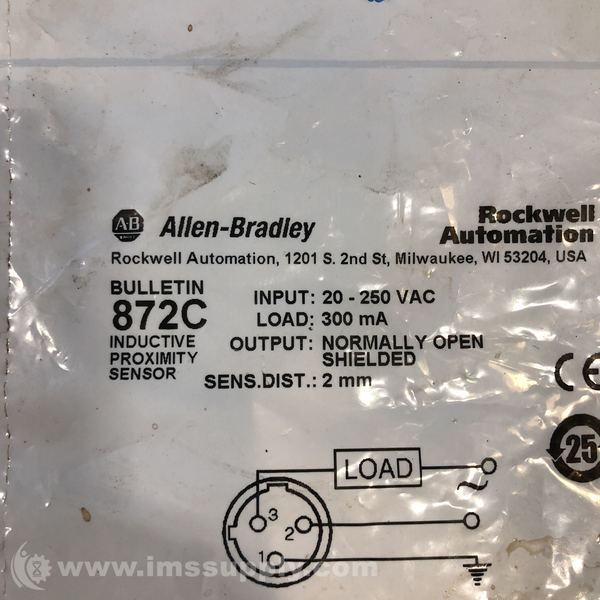 AB Allen-Bradley
Rockwell
Automation
Rockwell Automation, 1201 S. 2nd St, Milwaukee, WI 53204, USA
BULLETIN
872C
INDUCTIVE
PROXIMITY
SENSOR
INPUT: 20 - 250 VAC
LOAD: 300 mA
OUTPUT: NORMALLY OPEN
SHIELDED
SENS.DIST.: 2 mm
CE
25
LOAD
~
3
2
1
www.imssupply.com